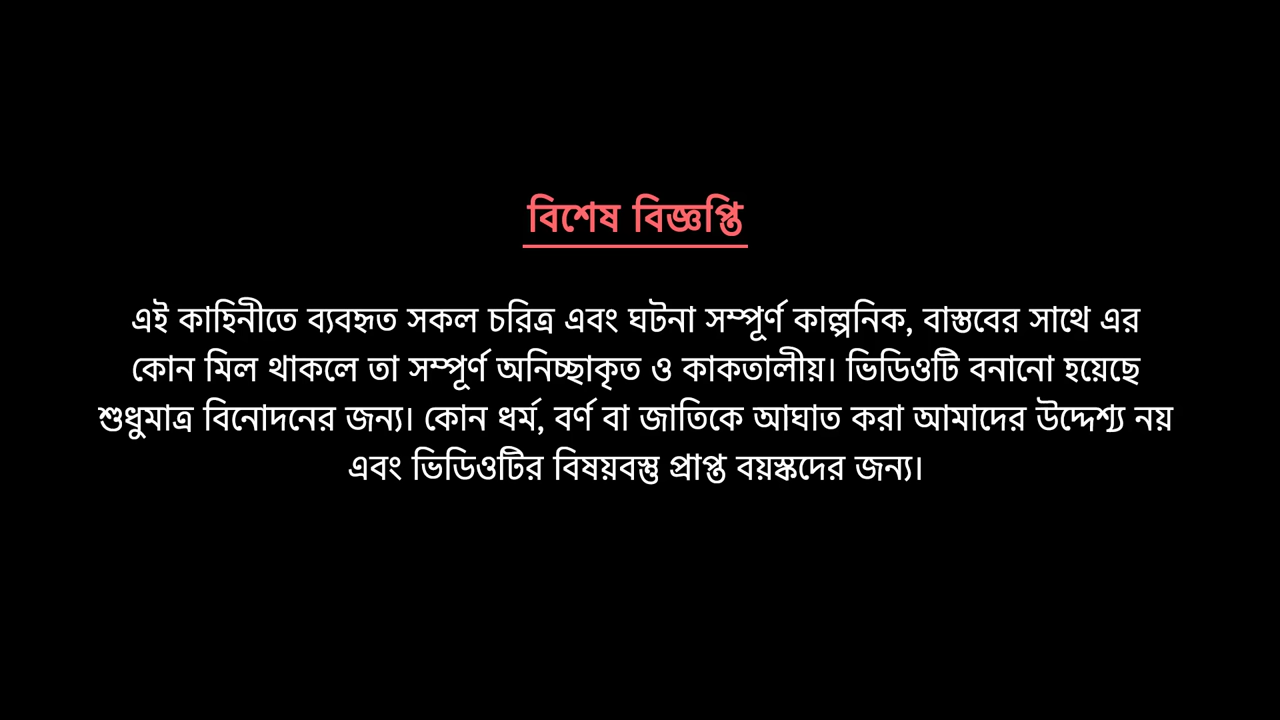 বিশেষ বিজ্ঞপ্তি
এই কাহিনীতে ব্যবহৃত সকল চরিত্র এবং ঘটনা সম্পূর্ণ কাল্পনিক, বাস্তবের সাথে এর
কোন মিল থাকলে তা সম্পূর্ণ অনিচ্ছাকৃত ও কাকতালীয়। ভিডিওটি বনানো হয়েছে
শুধুমাত্র বিনোদনের জন্য। কোন ধর্ম, বর্ণ বা জাতিকে আঘাত করা আমাদের উদ্দেশ্য নয়
এবং ভিডিওটির বিষয়বস্তু প্রাপ্ত বয়স্কদের জন্য।